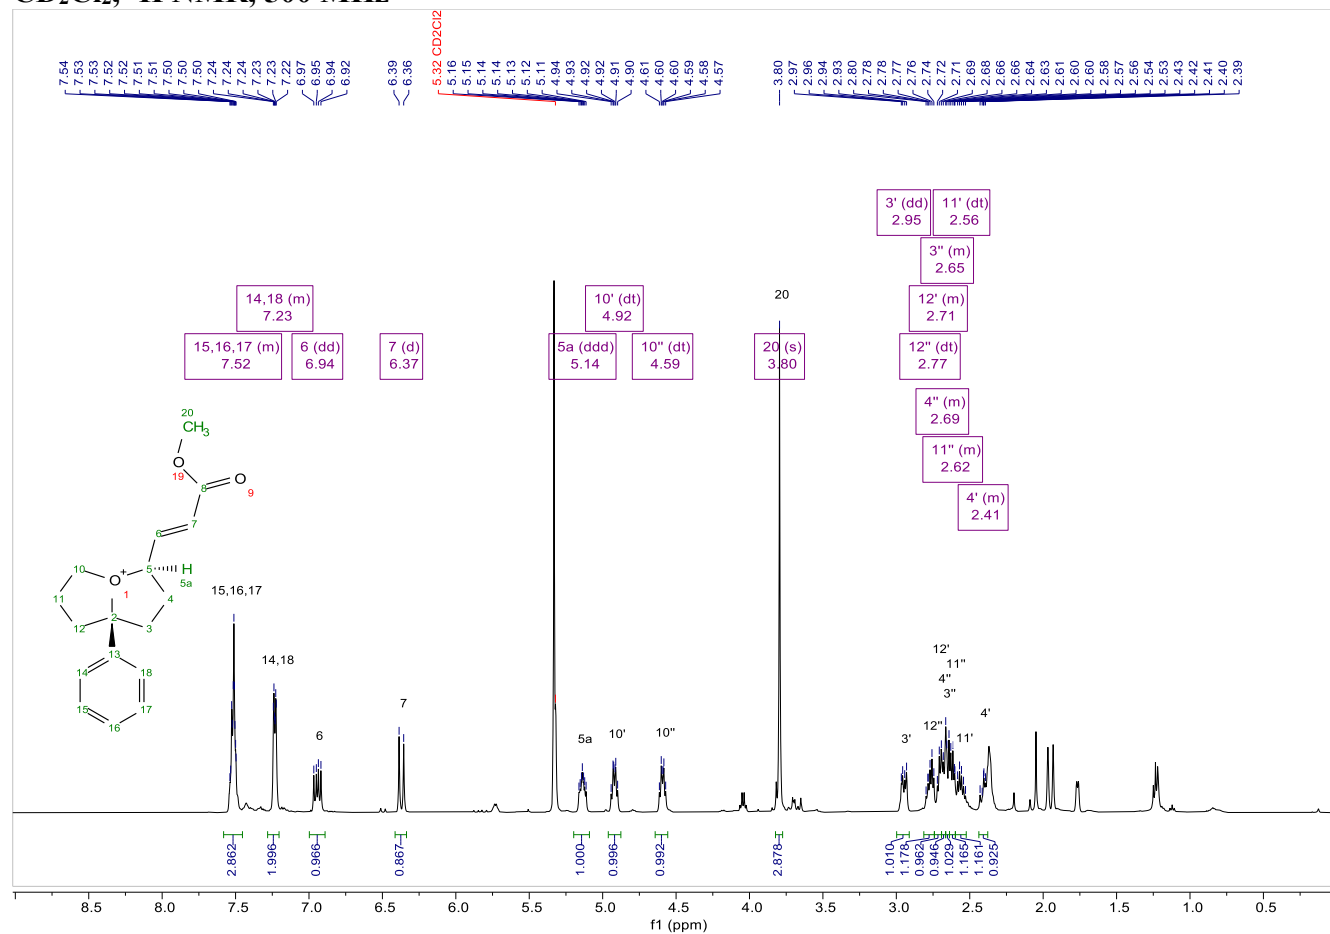 CD₂Cl₂, ¹H NMR, 500 MHz
7.54 7.53 7.53 7.52 7.52 7.51 7.51 7.50 7.50 7.50 7.24 7.24 7.24 7.23 7.23 7.22 6.97 6.95 6.94 6.92 6.39 6.36 5.32 CD2Cl2 5.16 5.15 5.14 5.14 5.13 5.12 5.11 4.94 4.93 4.92 4.92 4.91 4.90 4.61 4.60 4.60 4.59 4.58 4.57 3.80 2.97 2.96 2.94 2.93 2.80 2.78 2.78 2.77 2.76 2.74 2.72 2.71 2.69 2.68 2.66 2.66 2.64 2.63 2.61 2.60 2.60 2.58 2.57 2.56 2.54 2.53 2.43 2.42 2.41 2.40 2.39
3' (dd)
2.95
11' (dt)
2.56
3'' (m)
2.65
14,18 (m)
7.23
10' (dt)
4.92
20
12' (m)
2.71
15,16,17 (m)
7.52
6 (dd)
6.94
7 (d)
6.37
5a (ddd)
5.14
10'' (dt)
4.59
20 (s)
3.80
12'' (dt)
2.77
4'' (m)
2.69
11'' (m)
2.62
4' (m)
2.41
20
CH₃
O
19
8
O
9
6
7
10
O⁺
1
5
H
5a
11
4
12
2
3
13
14
18
15
17
16
15,16,17
14,18
6
7
5a
10'
10''
3'
12''
12'
11''
4''
3''
11'
4'
2.862 1.996 0.966 0.867 1.000 0.996 0.992 2.878 1.010 1.178 0.962 0.946 1.029 1.165 1.161 0.925
8.5 8.0 7.5 7.0 6.5 6.0 5.5 5.0 4.5 4.0 3.5 3.0 2.5 2.0 1.5 1.0 0.5
f1 (ppm)